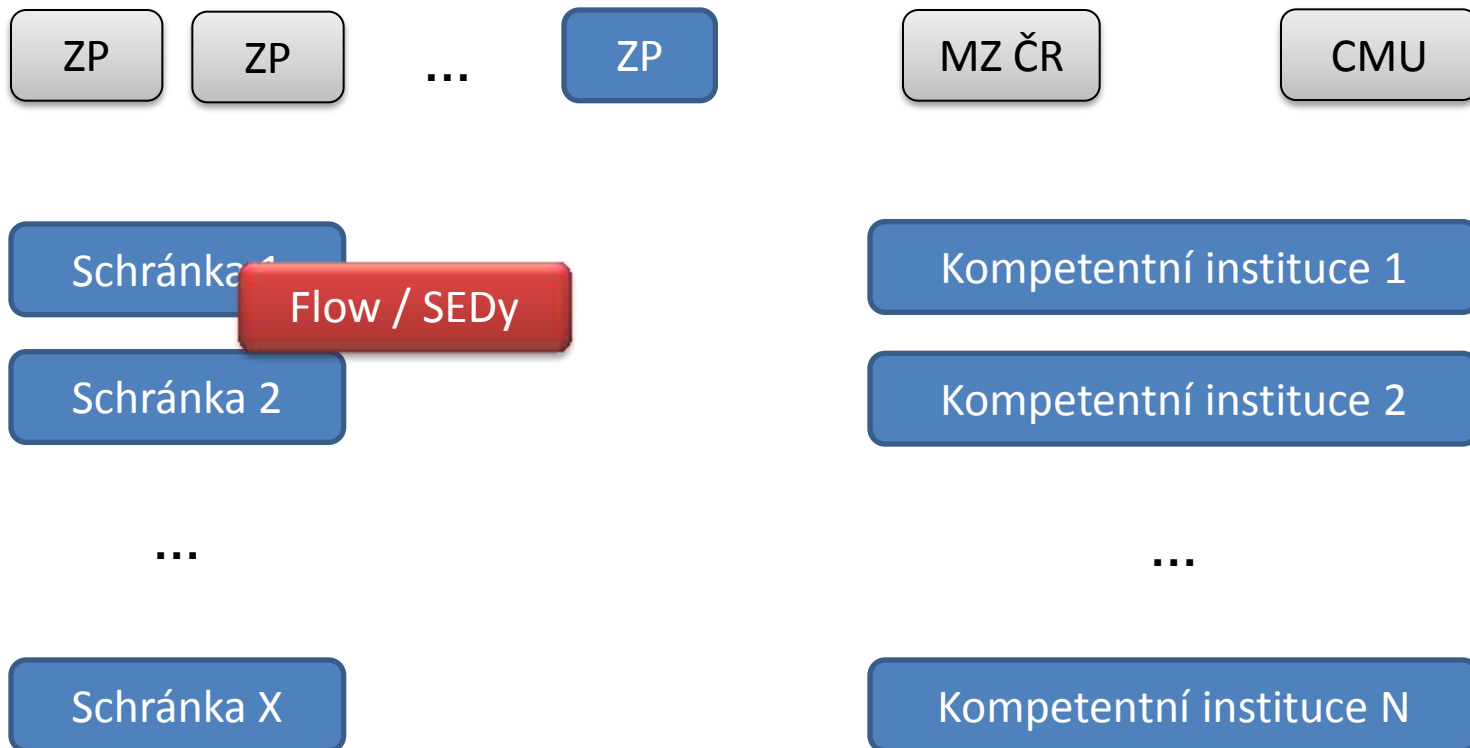 ZP
ZP
...
ZP
MZ ČR
CMU
Schránka 1
Kompetentní instituce 1
Flow / SEDy
Schránka 2
Kompetentní instituce 2
...
...
Schránka X
Kompetentní instituce N